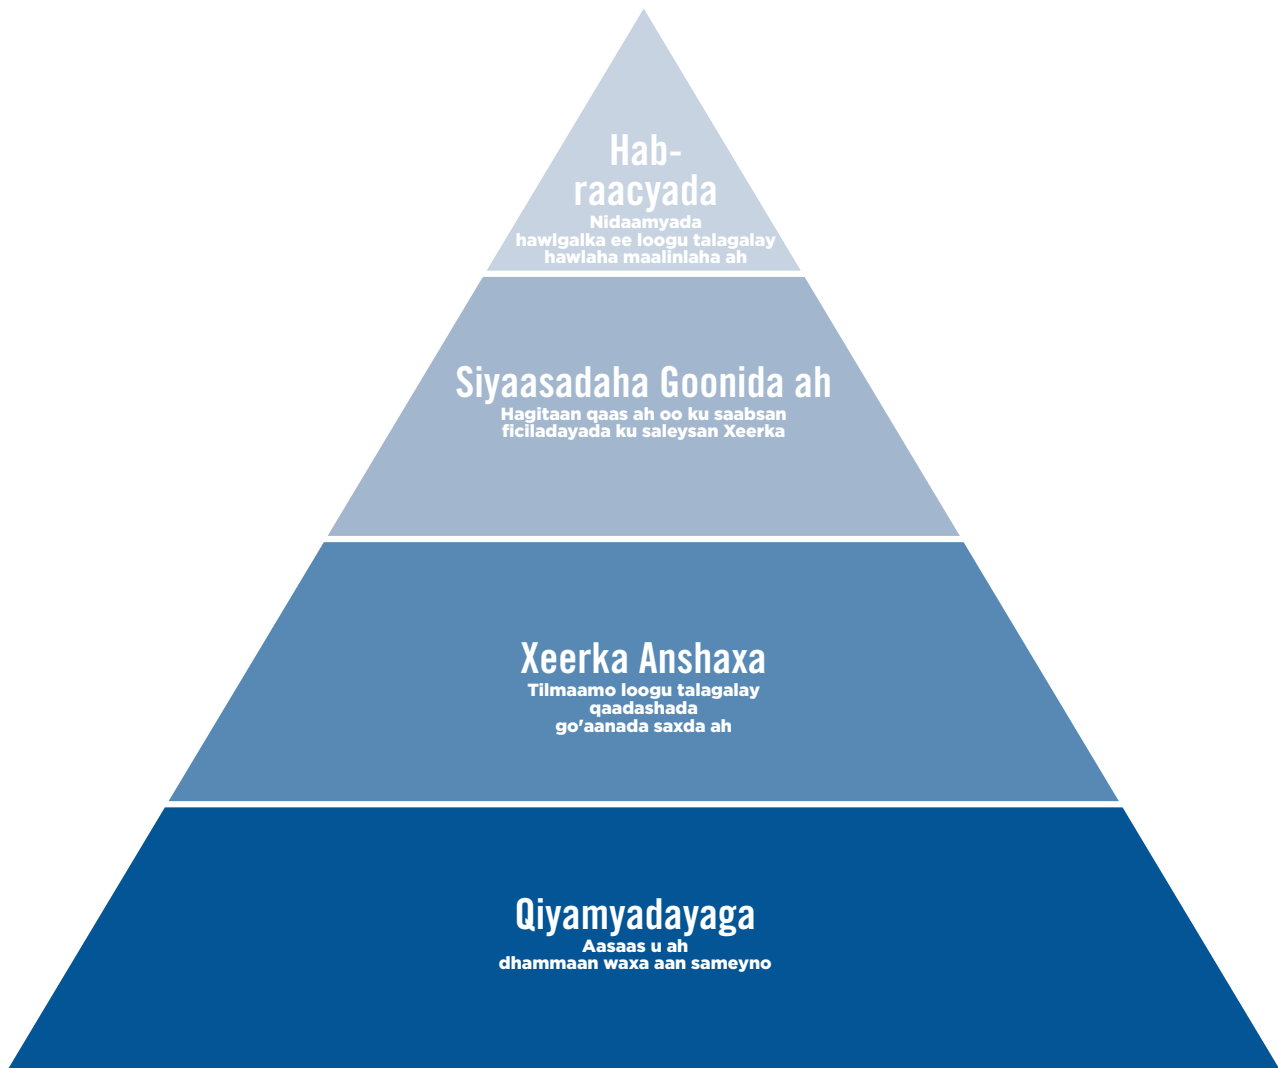 Hab-
raacyada
Nidaamyada
hawlgalka ee loogu talagalay
hawlaha maalinlaha ah
Siyaasadaha Goonida ah
Hagitaan qaas ah oo ku saabsan
ficiladayada ku saleysan Xeerka
Xeerka Anshaxa
Tilmaamo loogu talagalay
qaadashada
go'aanada saxda ah
Qiyamyadayaga
Aasaas u ah
dhammaan waxa aan sameyno